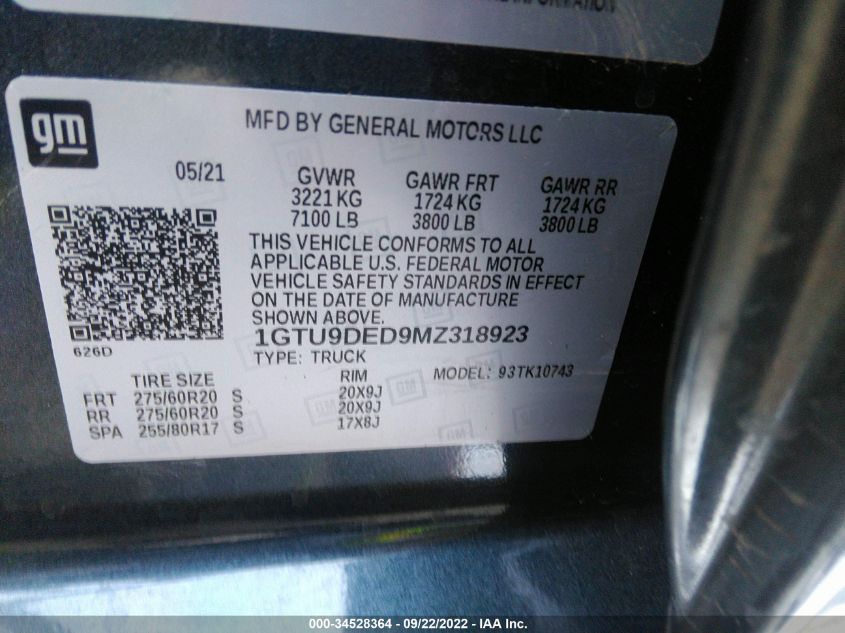 INFORMATION
gm
MFD BY GENERAL MOTORS LLC
05/21
GVWR
3221 KG
7100 LB
GAWR FRT
1724 KG
3800 LB
GAWR RR
1724 KG
3800 LB
THIS VEHICLE CONFORMS TO ALL
APPLICABLE U.S. FEDERAL MOTOR
VEHICLE SAFETY STANDARDS IN EFFECT
ON THE DATE OF MANUFACTURE
SHOWN ABOVE.
626D
1GTU9DED9MZ318923
TYPE: TRUCK
MODEL: 93TK10743
TIRE SIZE RIM
FRT 275/60R20 S 20X9J
RR 275/60R20 S 20X9J
SPA 255/80R17 S 17X8J
000-34528364 - 09/22/2022 - IAA Inc.